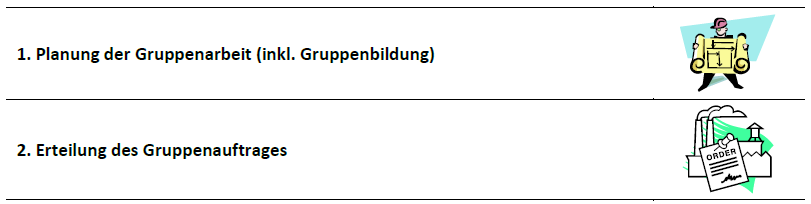 1. Planung der Gruppenarbeit (inkl. Gruppenbildung)
2. Erteilung des Gruppenauftrages
ORDER